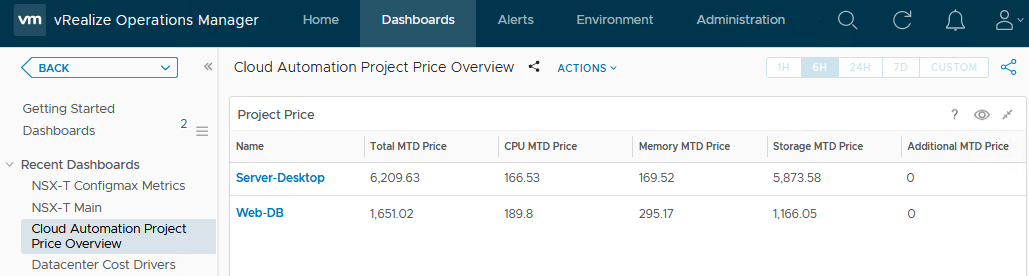 vm vRealize Operations Manager Home Dashboards Alerts Environment Administration
BACK
Cloud Automation Project Price Overview ACTIONS 1H 6H 24H 7D CUSTOM
Getting Started
Dashboards 2
Recent Dashboards
NSX-T Configmax Metrics
NSX-T Main
Cloud Automation Project
Price Overview
Datacenter Cost Drivers
Project Price ?
Name Total MTD Price CPU MTD Price Memory MTD Price Storage MTD Price Additional MTD Price
Server-Desktop 6,209.63 166.53 169.52 5,873.58 0
Web-DB 1,651.02 189.8 295.17 1,166.05 0